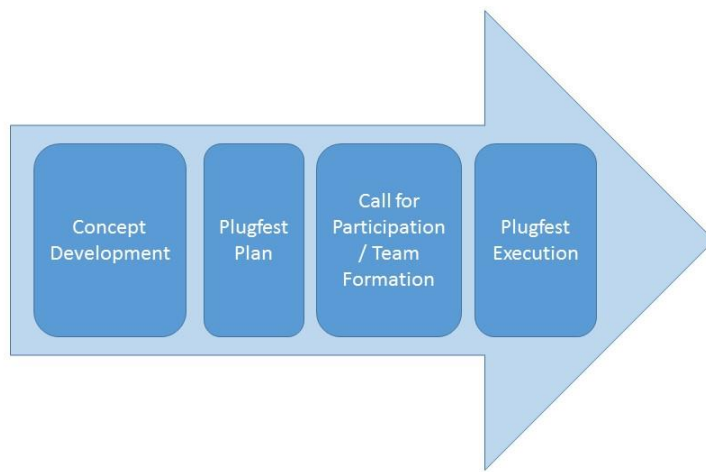 Concept
Development
Plugfest
Plan
Call for
Participation
/ Team
Formation
Plugfest
Execution